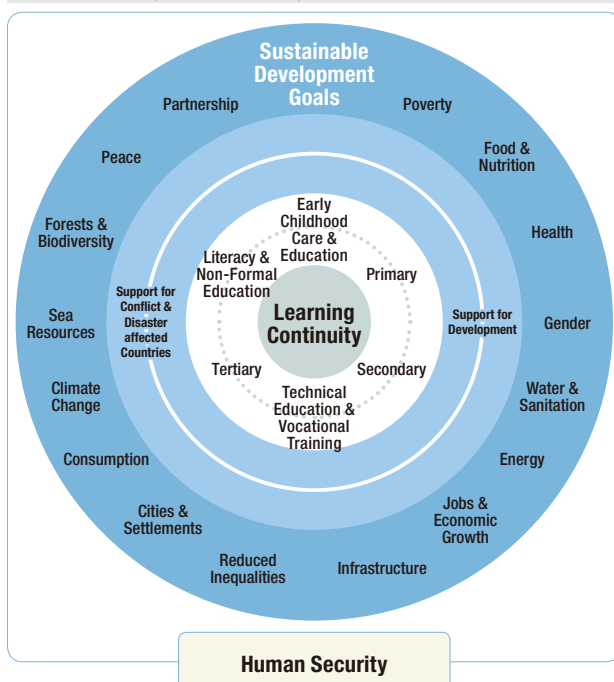 Sustainable
Development
Goals
Partnership
Poverty
Peace
Food &
Nutrition
Forests &
Biodiversity
Health
Sea
Resources
Gender
Climate
Change
Water &
Sanitation
Consumption
Energy
Cities &
Settlements
Jobs &
Economic
Growth
Reduced
Inequalities
Infrastructure
Support for
Conflict &
Disaster
affected
Countries
Support for
Development
Early
Childhood
Care &
Education
Literacy &
Non-Formal
Education
Primary
Learning
Continuity
Tertiary
Secondary
Technical
Education &
Vocational
Training
Human Security